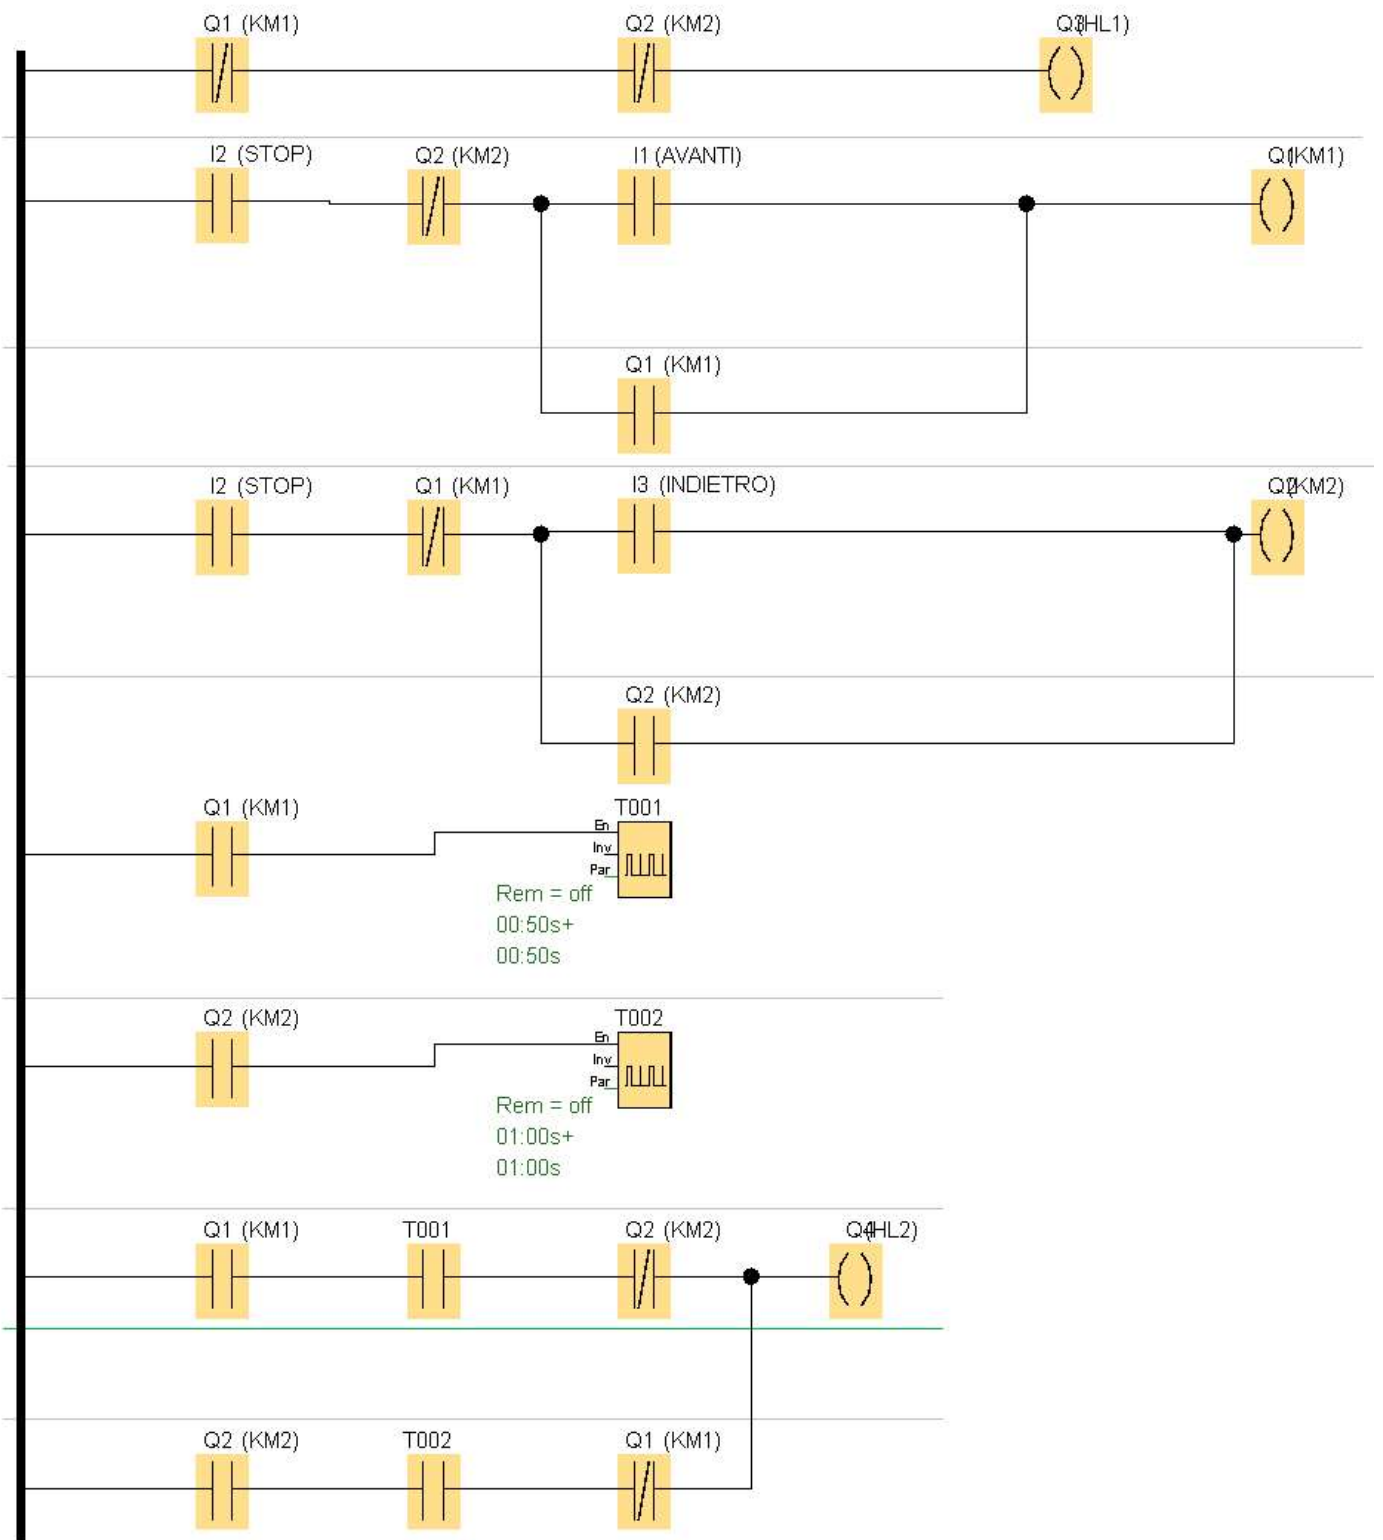 Q1 (KM1) Q2 (KM2) Q3(HL1)
I2 (STOP) Q2 (KM2) I1 (AVANTI) Q1(KM1)
Q1 (KM1)
I2 (STOP) Q1 (KM1) I3 (INDIETRO) Q2(KM2)
Q2 (KM2)
Q1 (KM1) T001
En
Inv
Par
Rem = off
00:50s+
00:50s
Q2 (KM2) T002
En
Inv
Par
Rem = off
01:00s+
01:00s
Q1 (KM1) T001 Q2 (KM2) Q4(HL2)
Q2 (KM2) T002 Q1 (KM1)